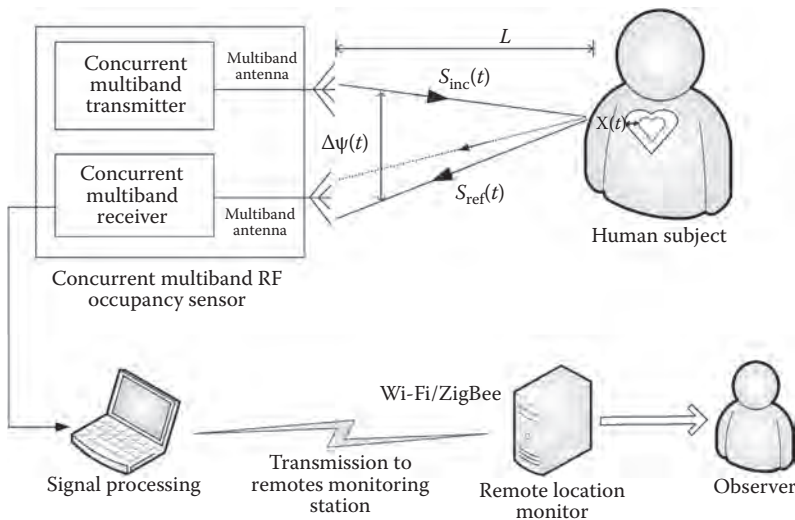 Concurrent
multiband
transmitter
Multiband
antenna
L
S_inc(t)
Δψ(t)
X(t)
Concurrent
multiband
receiver
Multiband
antenna
S_ref(t)
Human subject
Concurrent multiband RF
occupancy sensor
Wi-Fi/ZigBee
Signal processing
Transmission to
remotes monitoring
station
Remote location
monitor
Observer